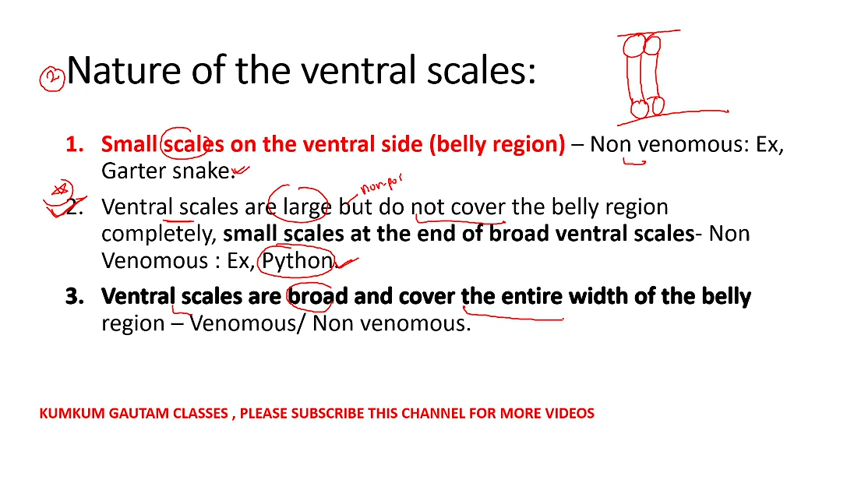 ② Nature of the ventral scales:
1. Small scales on the ventral side (belly region) – Non venomous: Ex,
Garter snake.
non-poi
2. Ventral scales are large but do not cover the belly region
completely, small scales at the end of broad ventral scales- Non
Venomous : Ex, Python.
3. Ventral scales are broad and cover the entire width of the belly
region – Venomous/ Non venomous.
KUMKUM GAUTAM CLASSES , PLEASE SUBSCRIBE THIS CHANNEL FOR MORE VIDEOS